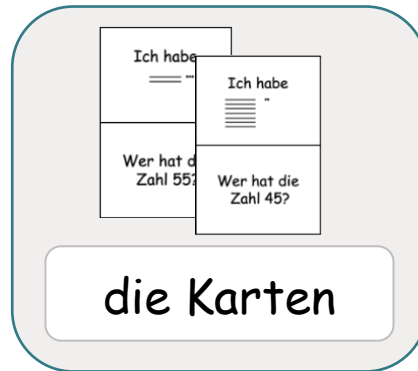 Ich habe
Wer hat d
Zahl 55?
Ich habe
Wer hat die
Zahl 45?
die Karten